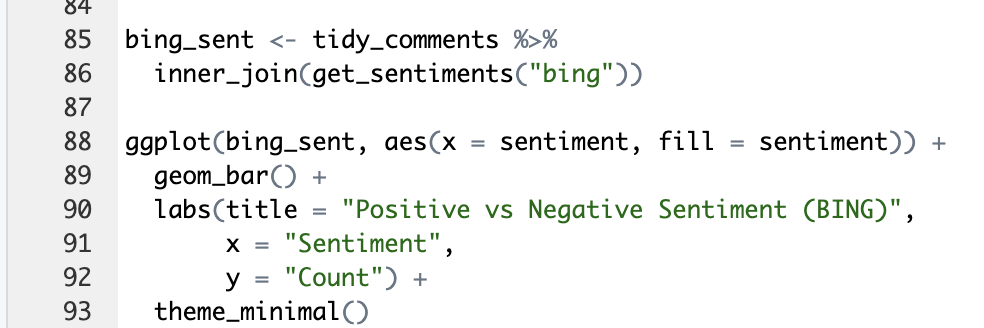 84
85 bing_sent <- tidy_comments %>%
86   inner_join(get_sentiments("bing"))
87
88 ggplot(bing_sent, aes(x = sentiment, fill = sentiment)) +
89   geom_bar() +
90   labs(title = "Positive vs Negative Sentiment (BING)",
91        x = "Sentiment",
92        y = "Count") +
93   theme_minimal()